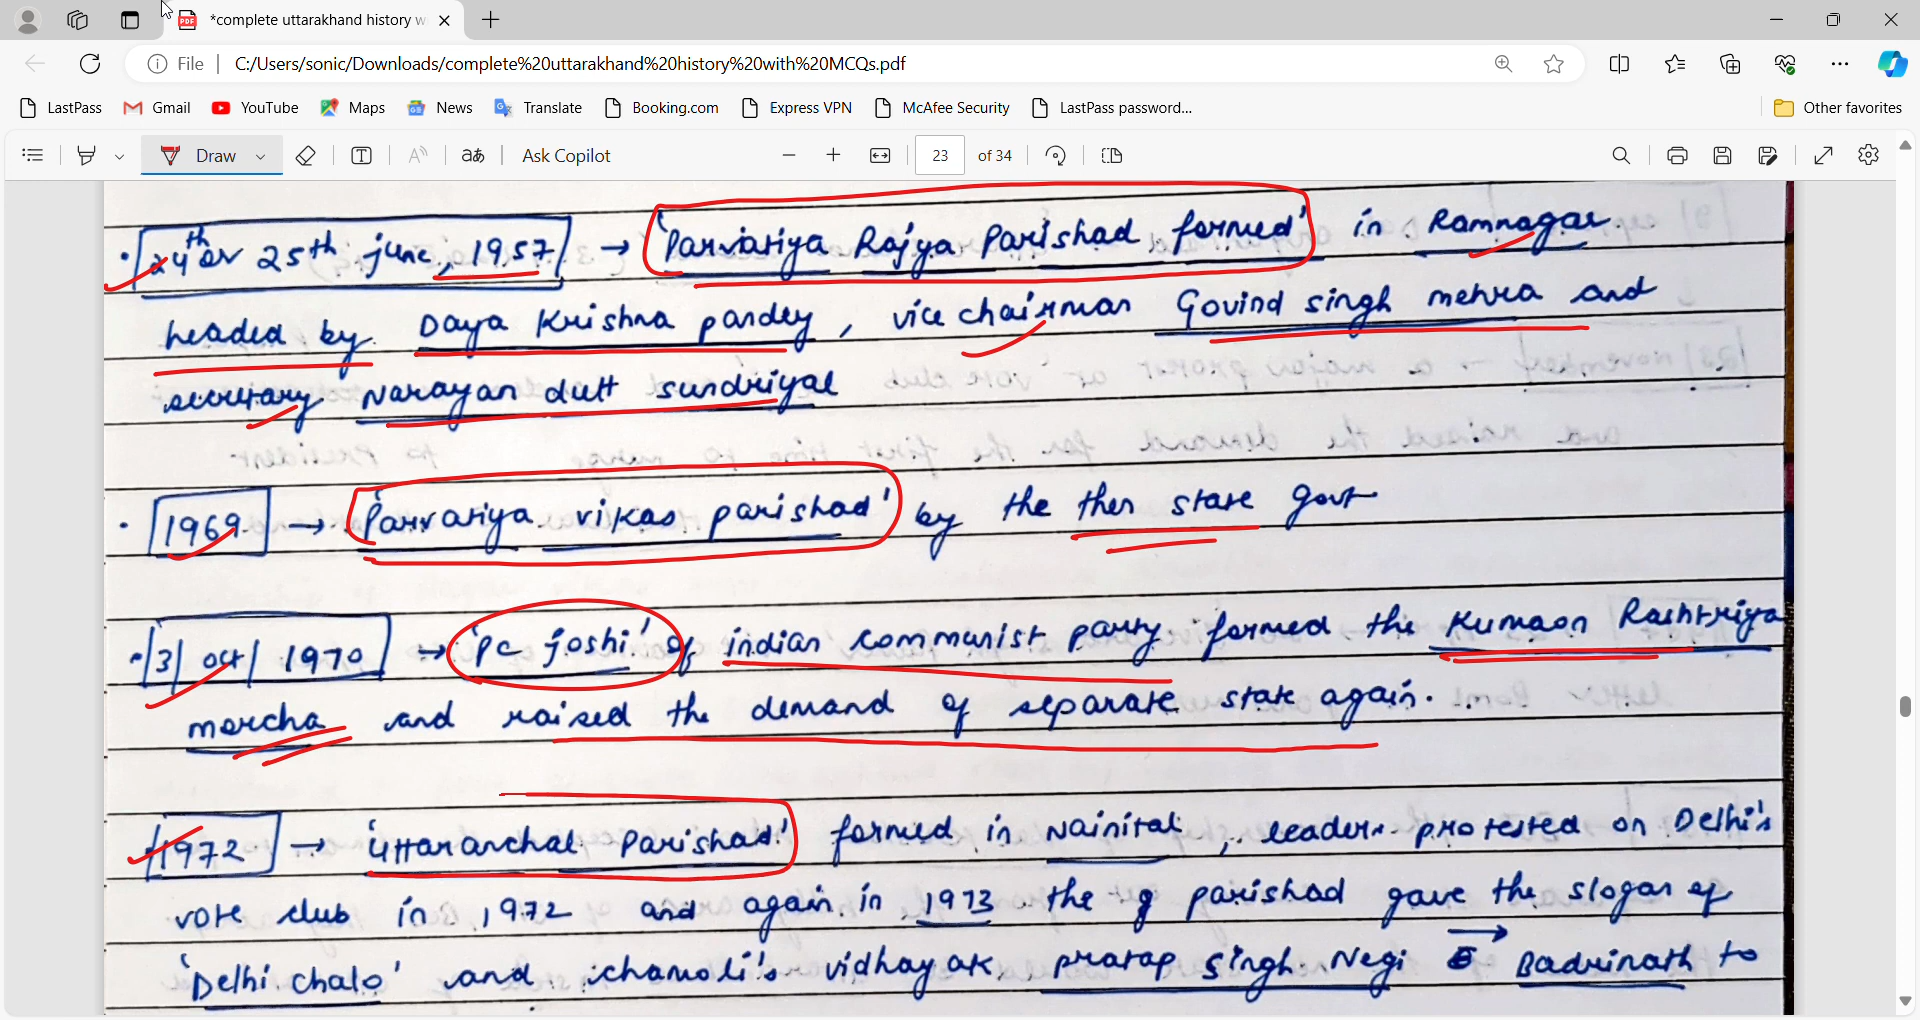 *complete uttarakhand history w
File | C:/Users/sonic/Downloads/complete%20uttarakhand%20history%20with%20MCQs.pdf
LastPass Gmail YouTube Maps News Translate Booking.com Express VPN McAfee Security LastPass password... Other favorites
Draw Ask Copilot 23 of 34
• 24th or 25th june, 1957 → 'Parvatiya Rajya Parishad formed' in Ramnagar
headed by Daya Krishna pandey, vice chairman Govind singh mehra and
secretary Narayan dutt sundriyal
• 1969 → 'Parvatiya vikas parishad' by the then state govt
• 3/ oct/ 1970 → 'PC joshi' of indian communist party formed the Kumaon Rashtriya
morcha and raised the demand of separate state again.
1972 → 'Uttaranchal Parishad' formed in Nainital, leaders protested on Delhi's
vote club in 1972 and again in 1973 the parishad gave the slogan of
'Delhi chalo' and chamoli's vidhayak pratap singh Negi → Badrinath to